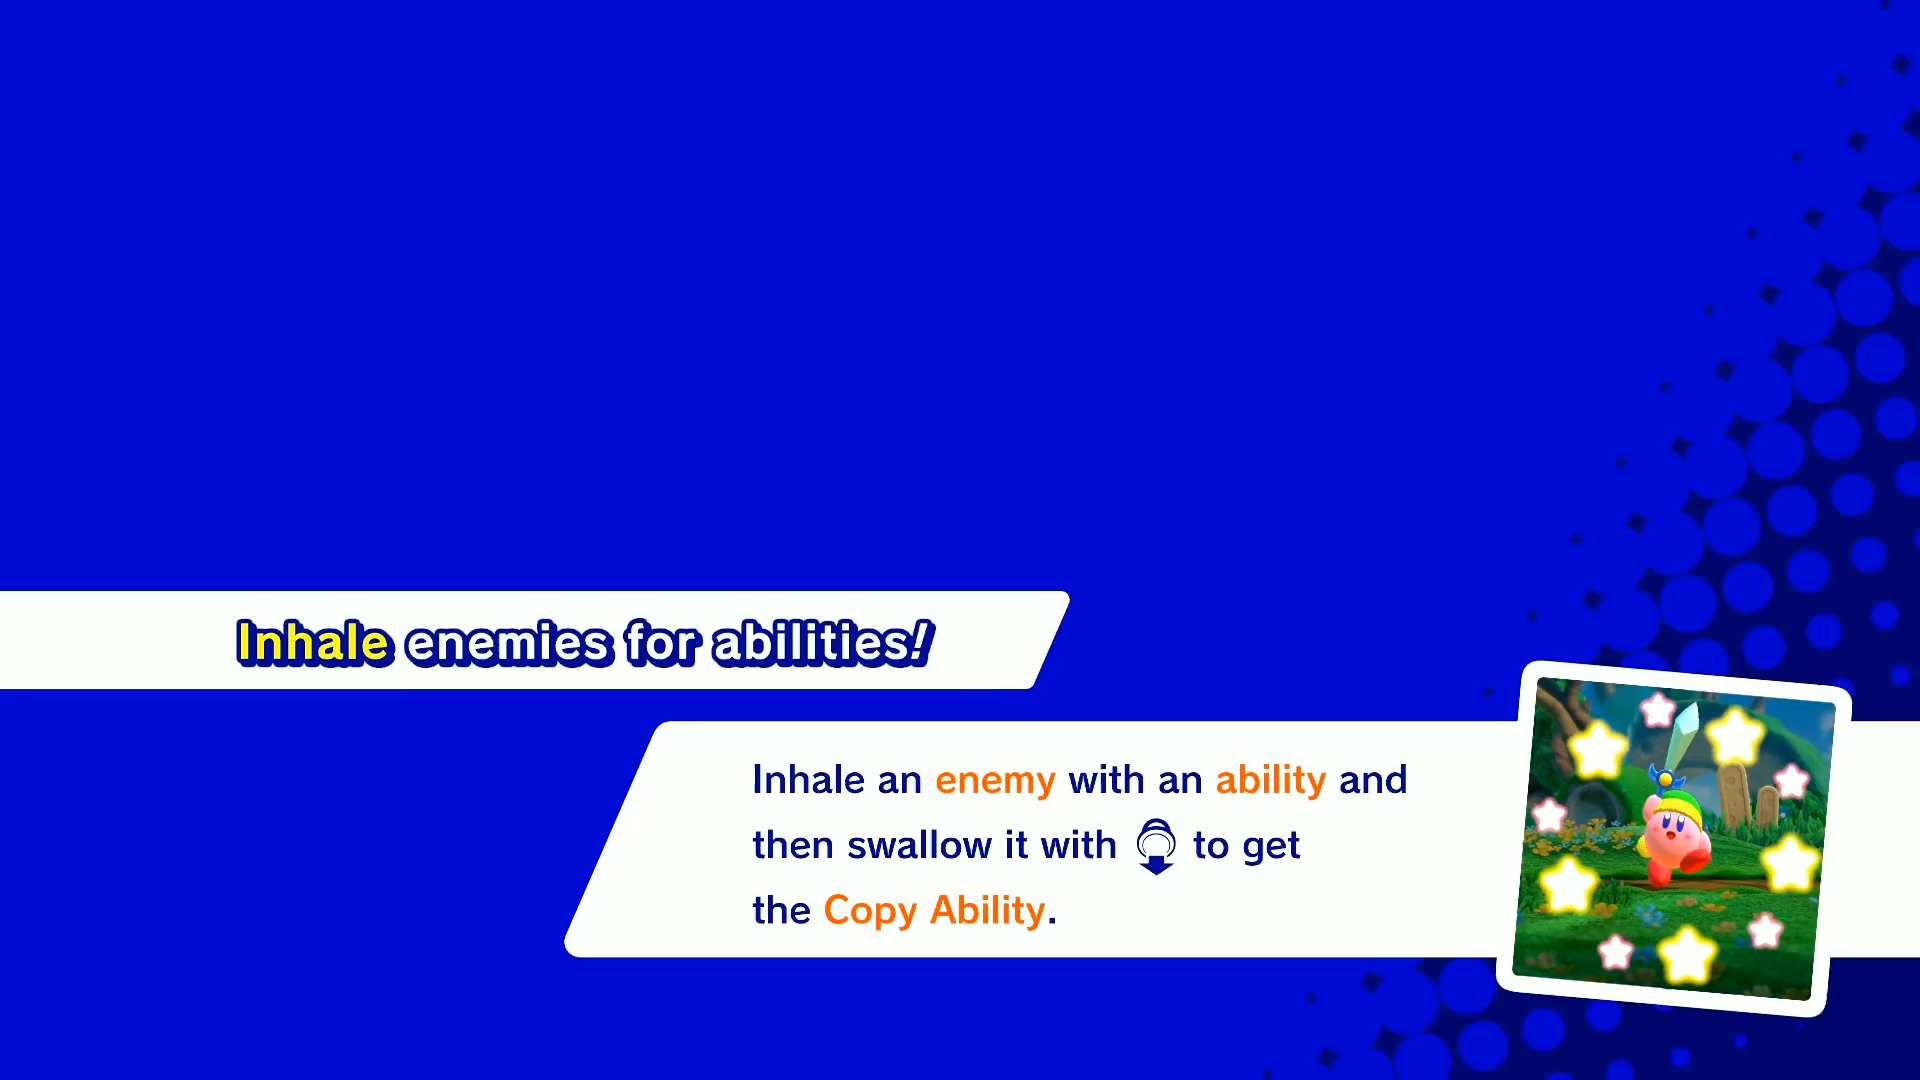 Inhale enemies for abilities!
Inhale an enemy with an ability and
then swallow it with to get
the Copy Ability.